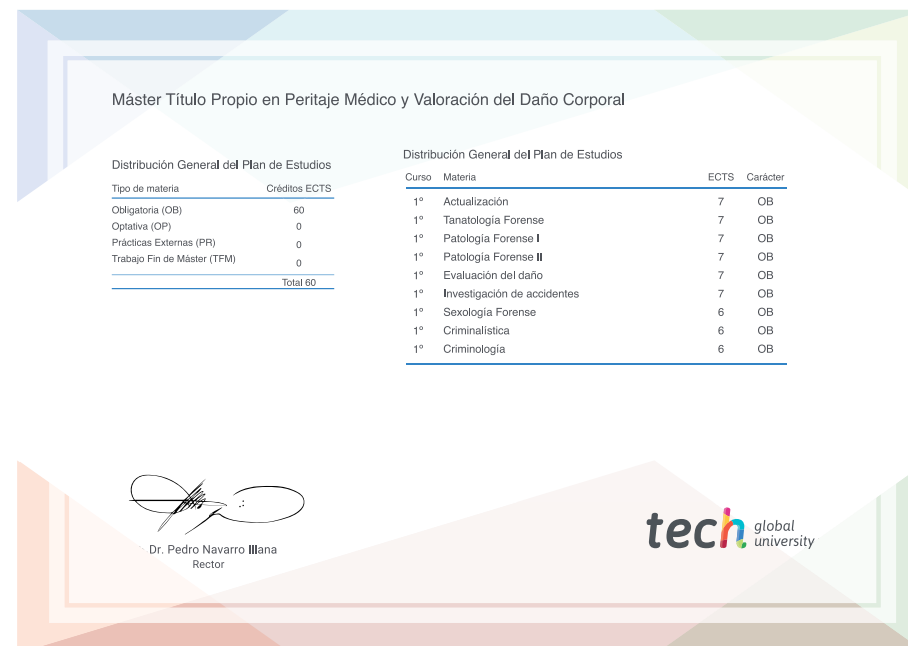 Máster Título Propio en Peritaje Médico y Valoración del Daño Corporal
Distribución General del Plan de Estudios
Tipo de materia Créditos ECTS
Obligatoria (OB) 60
Optativa (OP) 0
Prácticas Externas (PR) 0
Trabajo Fin de Máster (TFM) 0
Total 60
Distribución General del Plan de Estudios
Curso Materia ECTS Carácter
1º Actualización 7 OB
1º Tanatología Forense 7 OB
1º Patología Forense I 7 OB
1º Patología Forense II 7 OB
1º Evaluación del daño 7 OB
1º Investigación de accidentes 7 OB
1º Sexología Forense 6 OB
1º Criminalística 6 OB
1º Criminología 6 OB
Dr. Pedro Navarro Illana
Rector
tech global
university